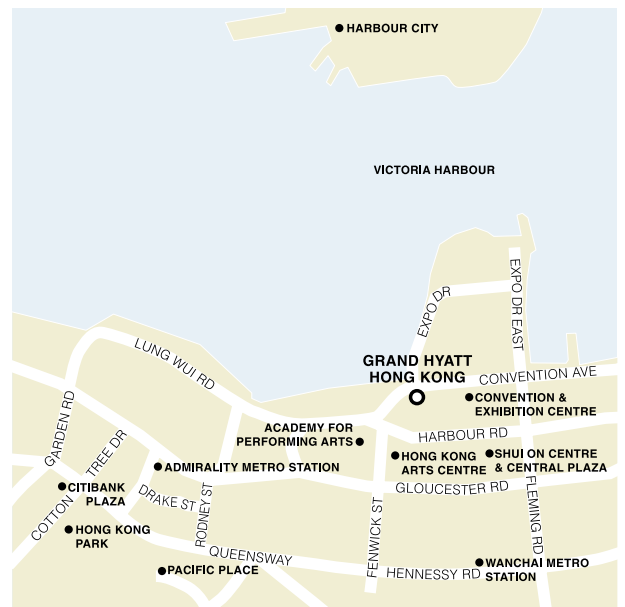 HARBOUR CITY
VICTORIA HARBOUR
EXPO DR
EXPO DR EAST
LUNG WUI RD
GRAND HYATT
HONG KONG
CONVENTION AVE
CONVENTION &
EXHIBITION CENTRE
GARDEN RD
ACADEMY FOR
PERFORMING ARTS
HARBOUR RD
TREE DR
COTTON
ADMIRALITY METRO STATION
HONG KONG
ARTS CENTRE
SHUI ON CENTRE
& CENTRAL PLAZA
CITIBANK
PLAZA
DRAKE ST
RODNEY ST
GLOUCESTER RD
FENWICK ST
FLEMING RD
HONG KONG
PARK
QUEENSWAY
PACIFIC PLACE
HENNESSY RD
WANCHAI METRO
STATION